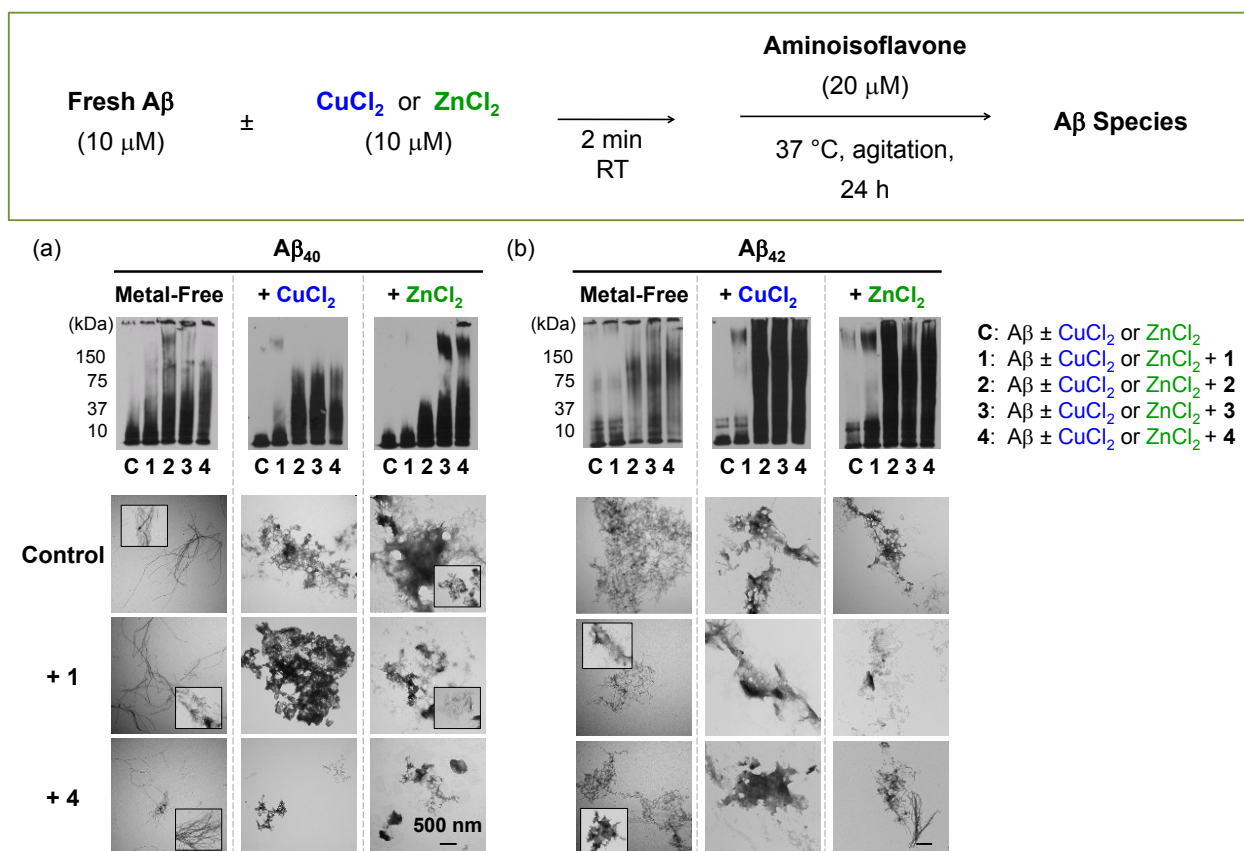 Aminoisoflavone
(20 μM)
Fresh Aβ
(10 μM)
±
CuCl₂ or ZnCl₂
(10 μM)
2 min
RT
37 °C, agitation,
24 h
Aβ Species
(a)
Aβ₄₀
Metal-Free + CuCl₂ + ZnCl₂
(kDa)
150
75
37
10
C 1 2 3 4 C 1 2 3 4 C 1 2 3 4
Control
+ 1
+ 4
500 nm
(b)
Aβ₄₂
Metal-Free + CuCl₂ + ZnCl₂
(kDa)
150
75
37
10
C 1 2 3 4 C 1 2 3 4 C 1 2 3 4
C: Aβ ± CuCl₂ or ZnCl₂
1: Aβ ± CuCl₂ or ZnCl₂ + 1
2: Aβ ± CuCl₂ or ZnCl₂ + 2
3: Aβ ± CuCl₂ or ZnCl₂ + 3
4: Aβ ± CuCl₂ or ZnCl₂ + 4